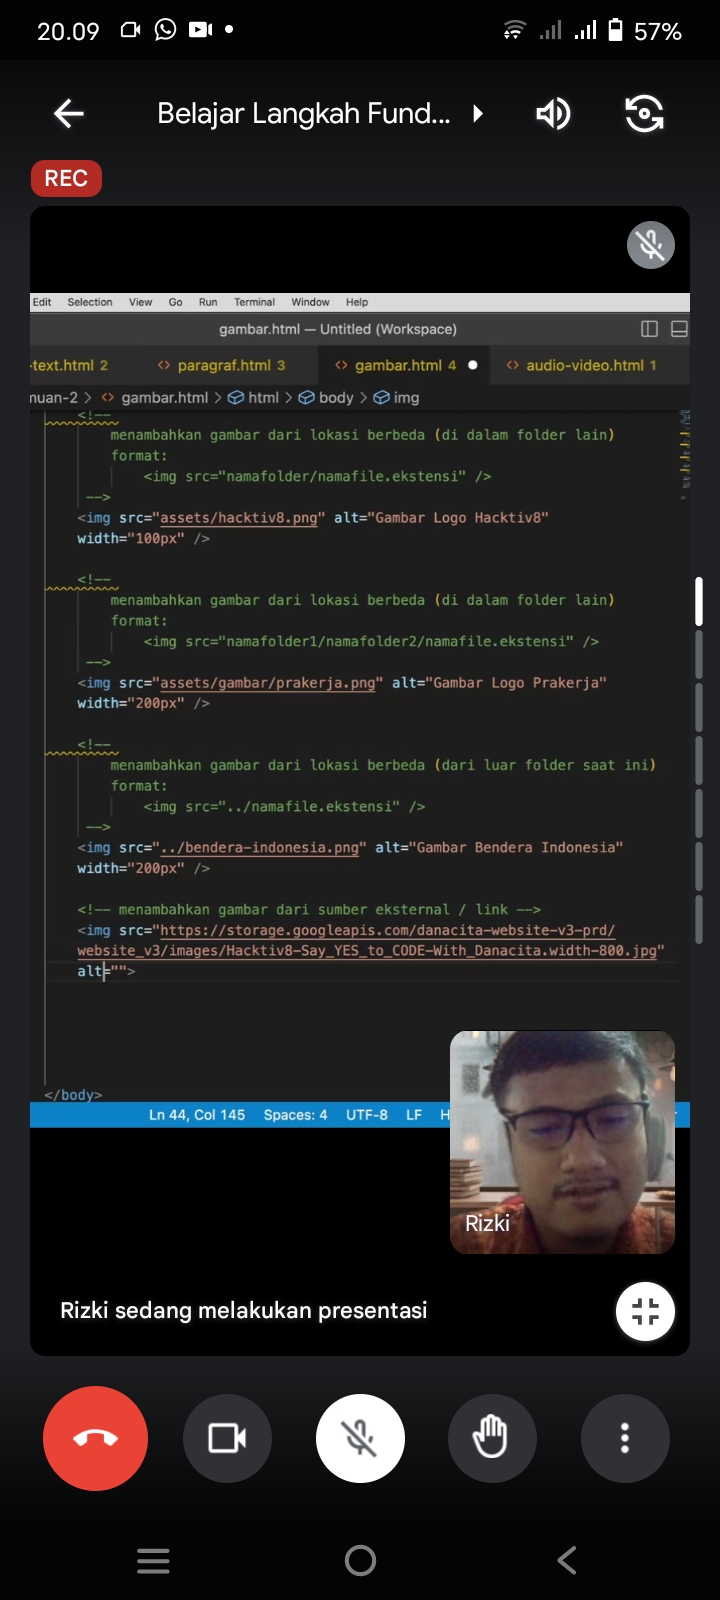 20.09 57%
Belajar Langkah Fund...
REC
Edit Selection View Go Run Terminal Window Help
gambar.html — Untitled (Workspace)
-text.html 2 <> paragraf.html 3 <> gambar.html 4 <> audio-video.html 1
nuan-2 > <> gambar.html > html > body > img
<!--
menambahkan gambar dari lokasi berbeda (di dalam folder lain)
format:
<img src="namafolder/namafile.ekstensi" />
-->
<img src="assets/hacktiv8.png" alt="Gambar Logo Hacktiv8"
width="100px" />
<!--
menambahkan gambar dari lokasi berbeda (di dalam folder lain)
format:
<img src="namafolder1/namafolder2/namafile.ekstensi" />
-->
<img src="assets/gambar/prakerja.png" alt="Gambar Logo Prakerja"
width="200px" />
<!--
menambahkan gambar dari lokasi berbeda (dari luar folder saat ini)
format:
<img src="../namafile.ekstensi" />
-->
<img src="../bendera-indonesia.png" alt="Gambar Bendera Indonesia"
width="200px" />
<!-- menambahkan gambar dari sumber eksternal / link -->
<img src="https://storage.googleapis.com/danacita-website-v3-prd/
website_v3/images/Hacktiv8-Say_YES_to_CODE-With_Danacita.width-800.jpg"
alt="">
</body>
Ln 44, Col 145 Spaces: 4 UTF-8 LF H
Rizki
Rizki sedang melakukan presentasi